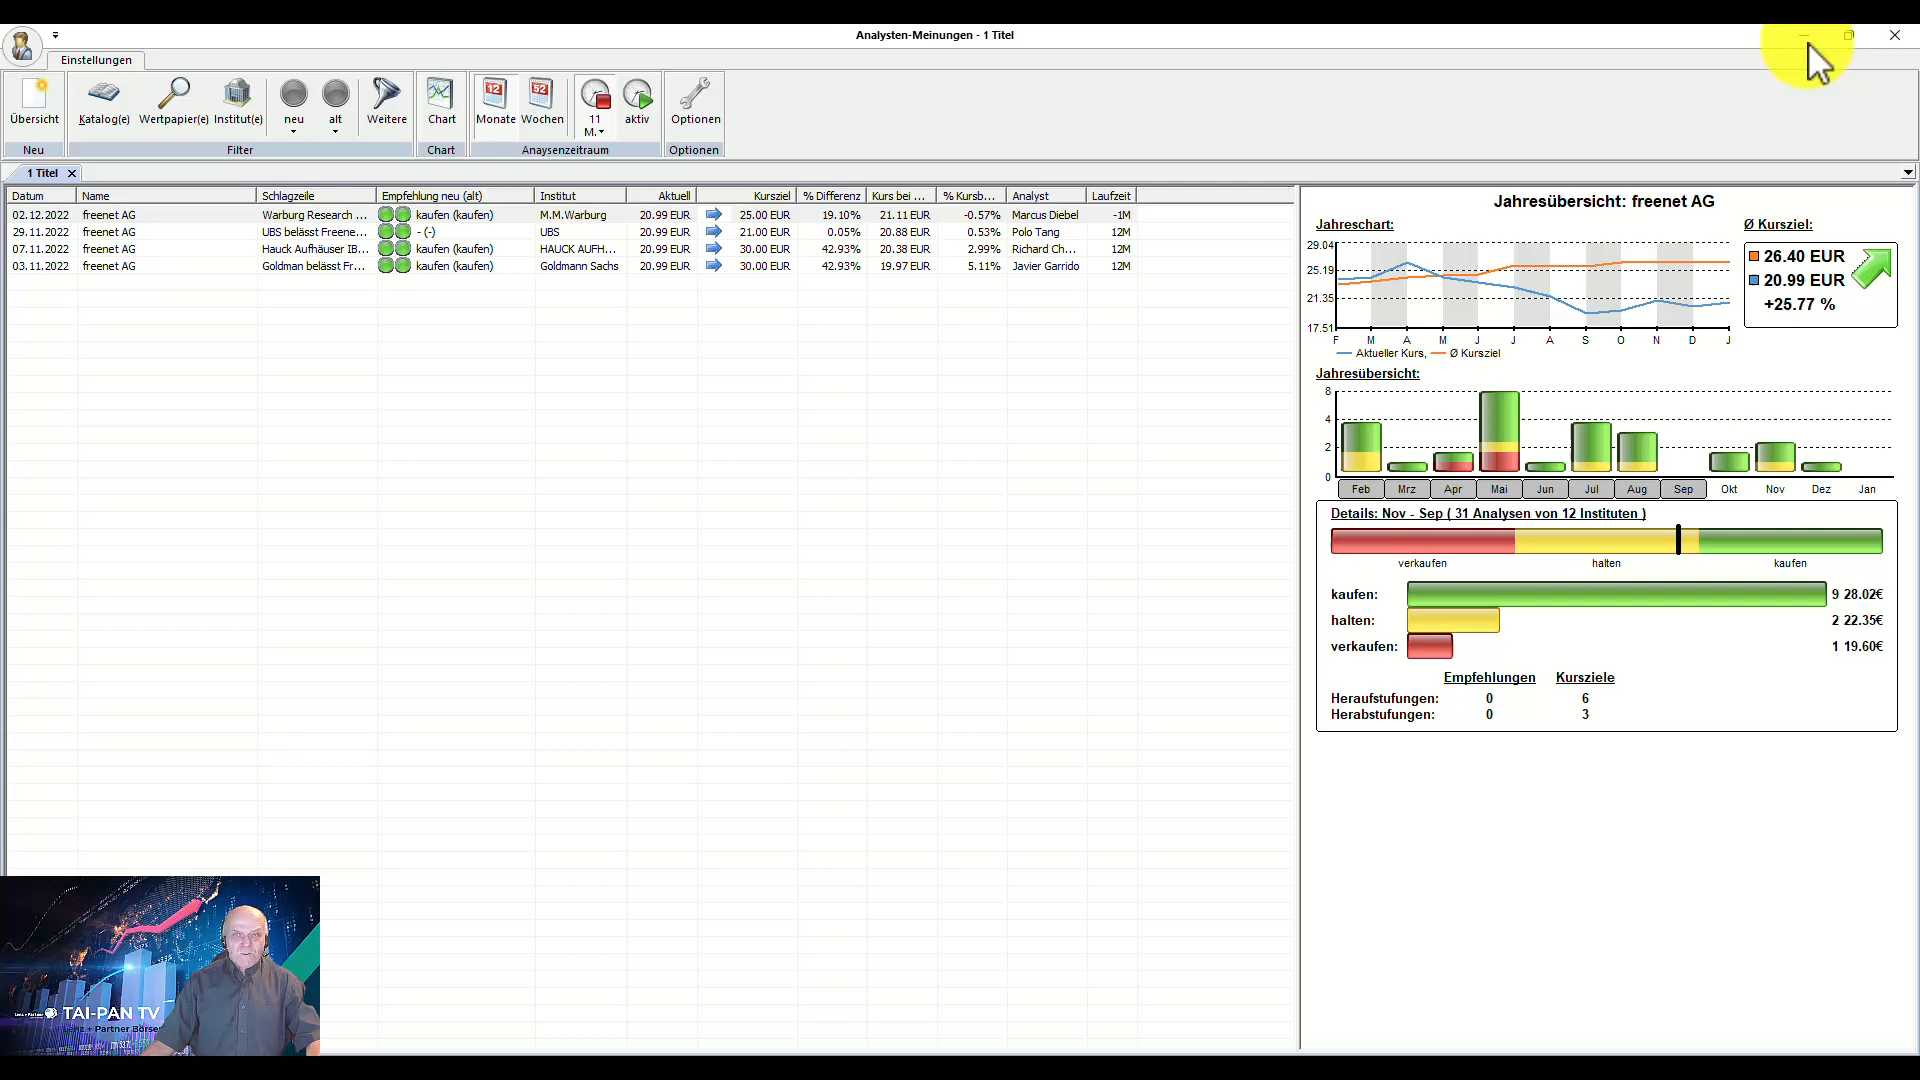 Analysten-Meinungen - 1 Titel
Einstellungen
Übersicht
Katalog(e)
Wertpapier(e)
Institut(e)
neu
alt
Weitere
Chart
12
Monate
52
Wochen
11
M.
aktiv
Optionen
Neu
Filter
Chart
Anaysenzeitraum
Optionen
1 Titel
Datum Name Schlagzeile Empfehlung neu (alt) Institut Aktuell Kursziel % Differenz Kurs bei ... % Kursb... Analyst Laufzeit
02.12.2022 freenet AG Warburg Research ... kaufen (kaufen) M.M.Warburg 20.99 EUR 25.00 EUR 19.10% 21.11 EUR -0.57% Marcus Diebel -1M
29.11.2022 freenet AG UBS belässt Freene... - (-) UBS 20.99 EUR 21.00 EUR 0.05% 20.88 EUR 0.53% Polo Tang 12M
07.11.2022 freenet AG Hauck Aufhäuser IB... kaufen (kaufen) HAUCK AUFH... 20.99 EUR 30.00 EUR 42.93% 20.38 EUR 2.99% Richard Ch... 12M
03.11.2022 freenet AG Goldman belässt Fr... kaufen (kaufen) Goldmann Sachs 20.99 EUR 30.00 EUR 42.93% 19.97 EUR 5.11% Javier Garrido 12M
Jahresübersicht: freenet AG
Jahreschart:
Ø Kursziel:
29.04
25.19
21.35
17.51
F M A M J J A S O N D J
Aktueller Kurs, Ø Kursziel
26.40 EUR
20.99 EUR
+25.77 %
Jahresübersicht:
8
4
2
0
Feb Mrz Apr Mai Jun Jul Aug Sep Okt Nov Dez Jan
Details: Nov - Sep ( 31 Analysen von 12 Instituten )
verkaufen halten kaufen
kaufen: 9 28.02€
halten: 2 22.35€
verkaufen: 1 19.60€
Empfehlungen Kursziele
Heraufstufungen: 0 6
Herabstufungen: 0 3
TAI-PAN TV
Lenz + Partner Börse